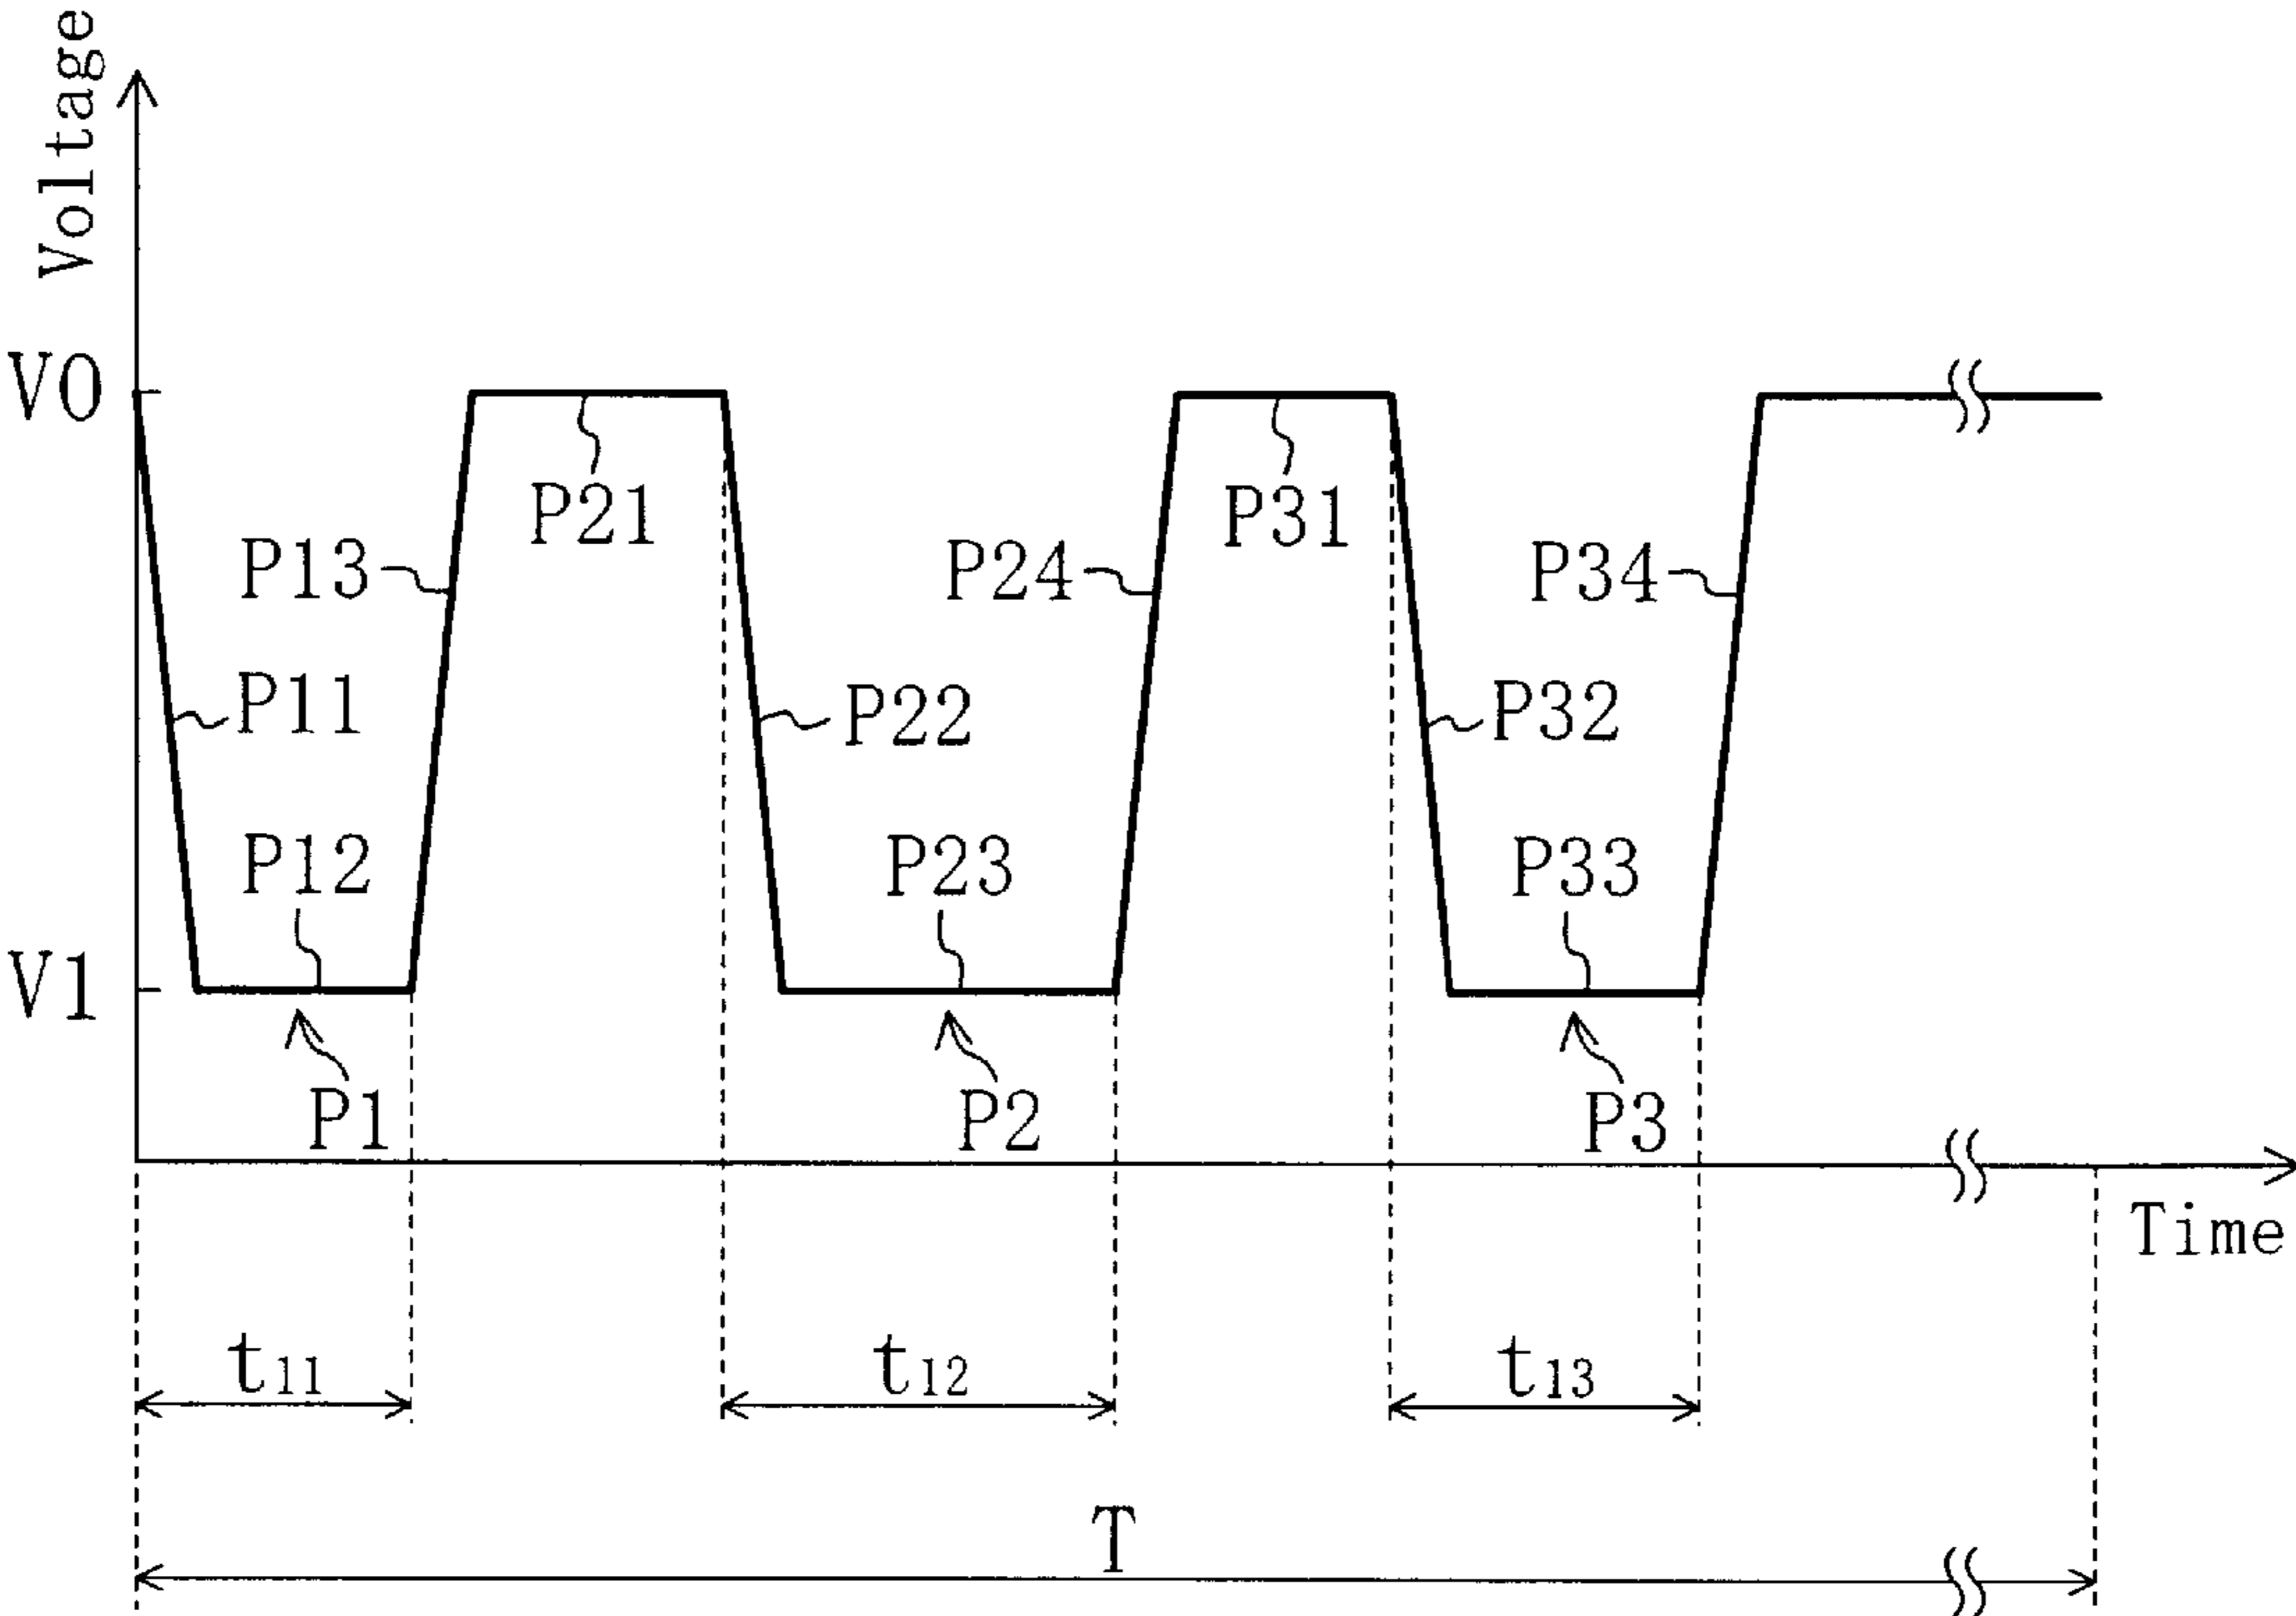 Voltage
V0
P21
P31
P13
P24
P34
P11
P22
P32
P12
P23
P33
V1
P1
P2
P3
Time
t11
t12
t13
T